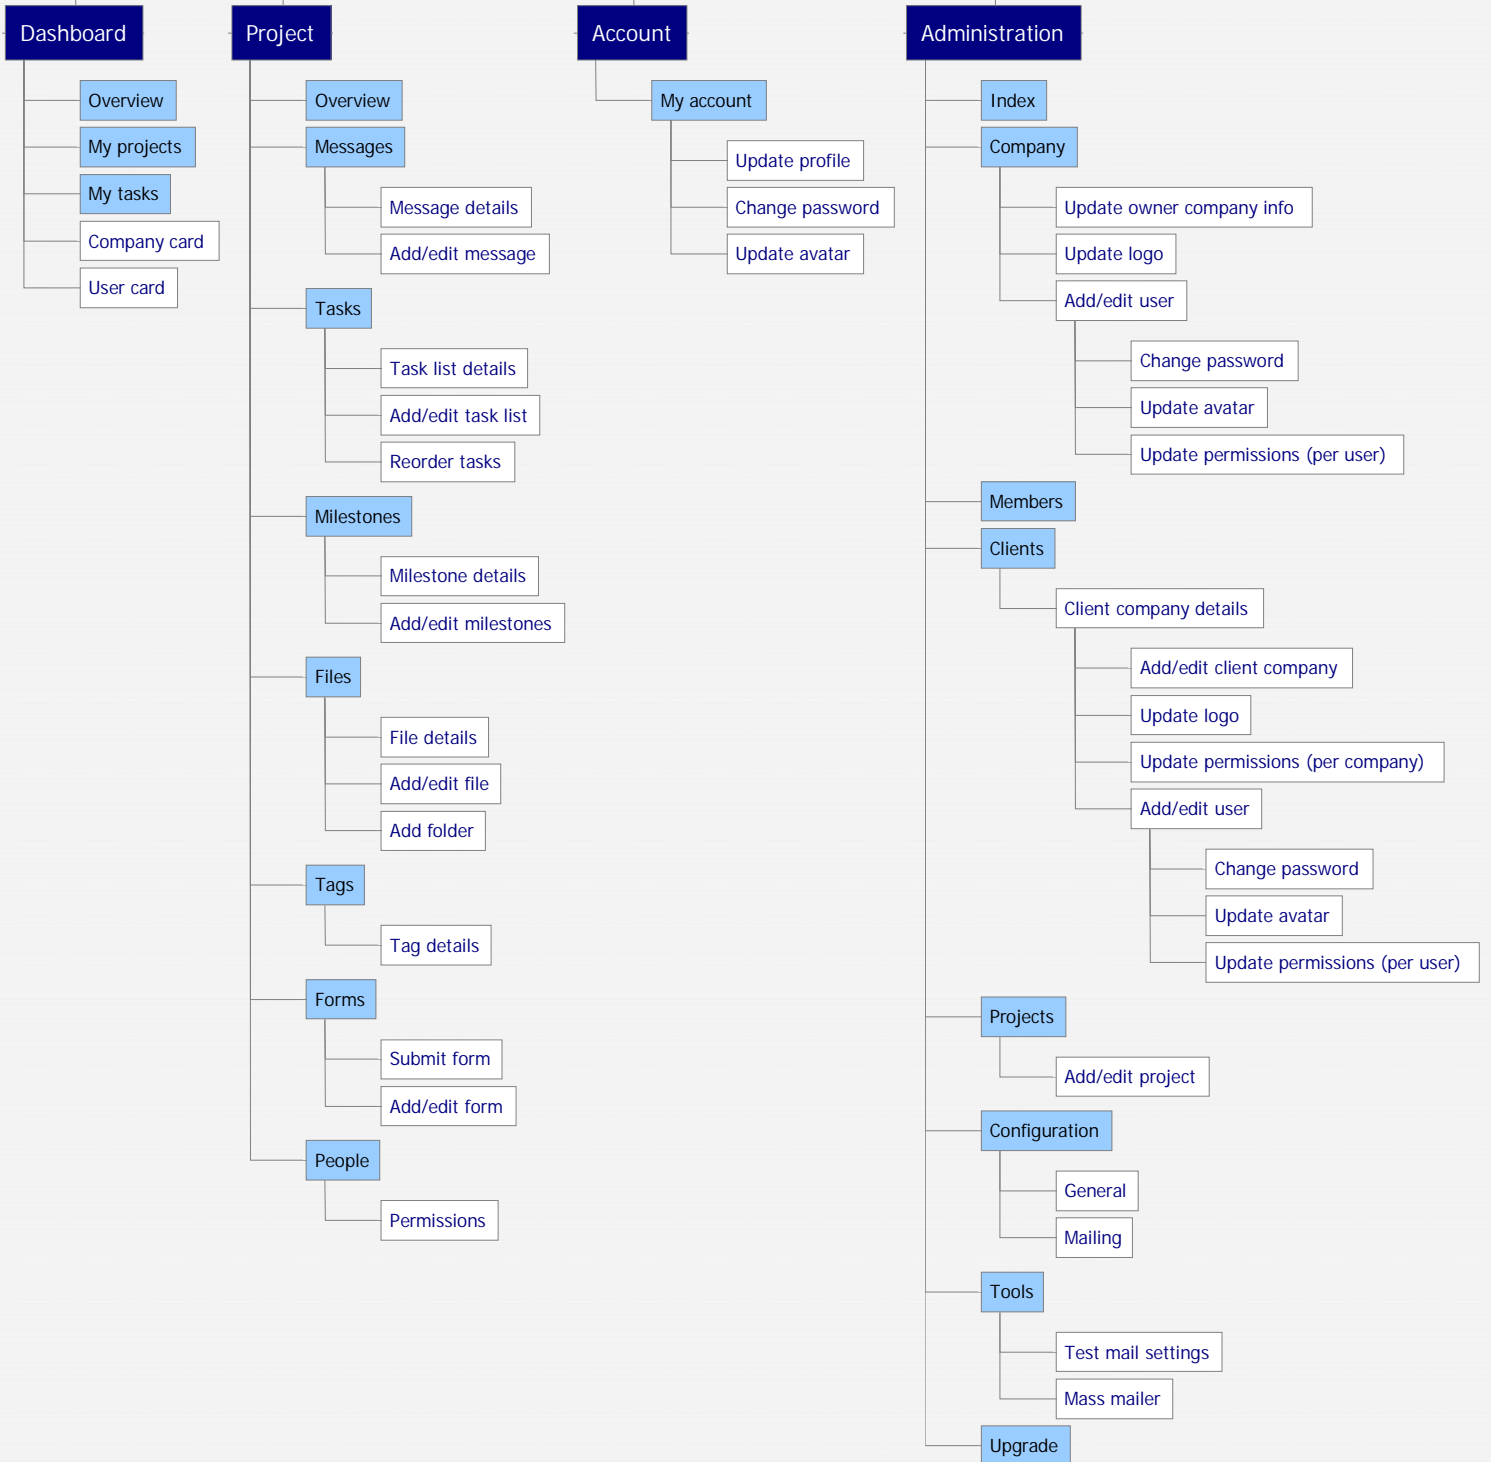 Dashboard
Overview
My projects
My tasks
Company card
User card
Project
Overview
Messages
Message details
Add/edit message
Tasks
Task list details
Add/edit task list
Reorder tasks
Milestones
Milestone details
Add/edit milestones
Files
File details
Add/edit file
Add folder
Tags
Tag details
Forms
Submit form
Add/edit form
People
Permissions
Account
My account
Update profile
Change password
Update avatar
Administration
Index
Company
Update owner company info
Update logo
Add/edit user
Change password
Update avatar
Update permissions (per user)
Members
Clients
Client company details
Add/edit client company
Update logo
Update permissions (per company)
Add/edit user
Change password
Update avatar
Update permissions (per user)
Projects
Add/edit project
Configuration
General
Mailing
Tools
Test mail settings
Mass mailer
Upgrade